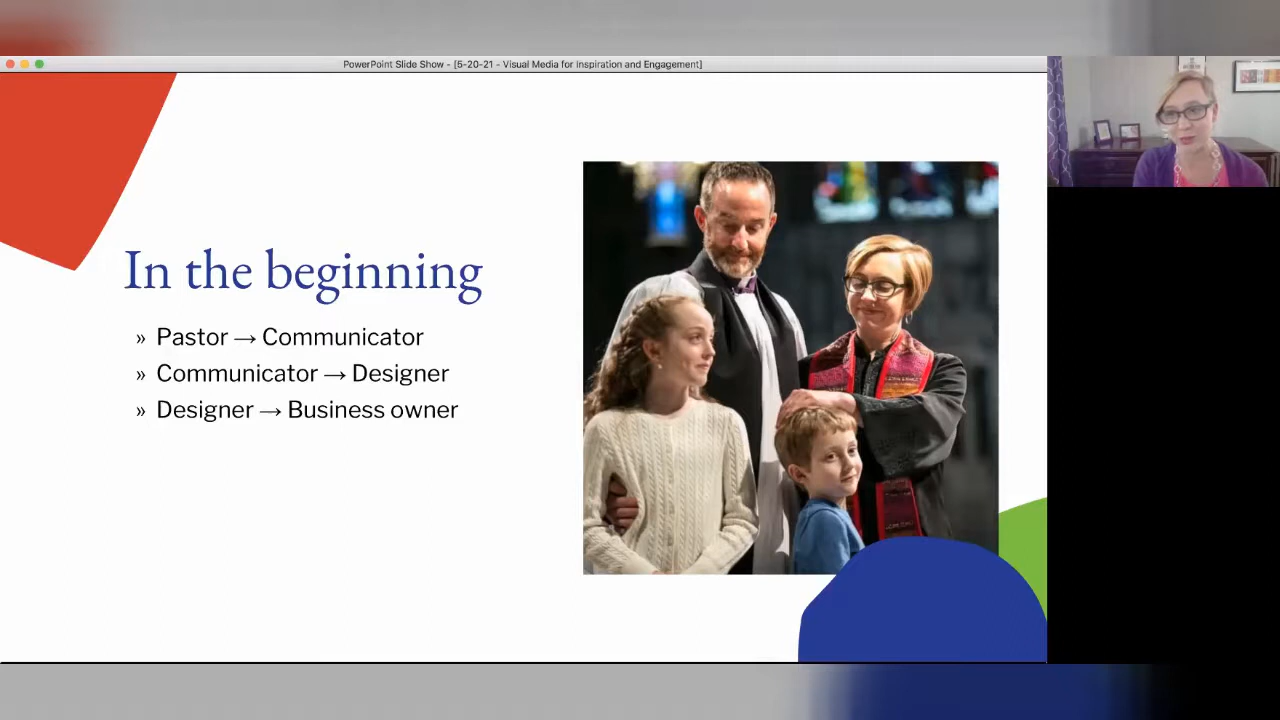 PowerPoint Slide Show - [5-20-21 - Visual Media for Inspiration and Engagement]
In the beginning
» Pastor → Communicator
» Communicator → Designer
» Designer → Business owner